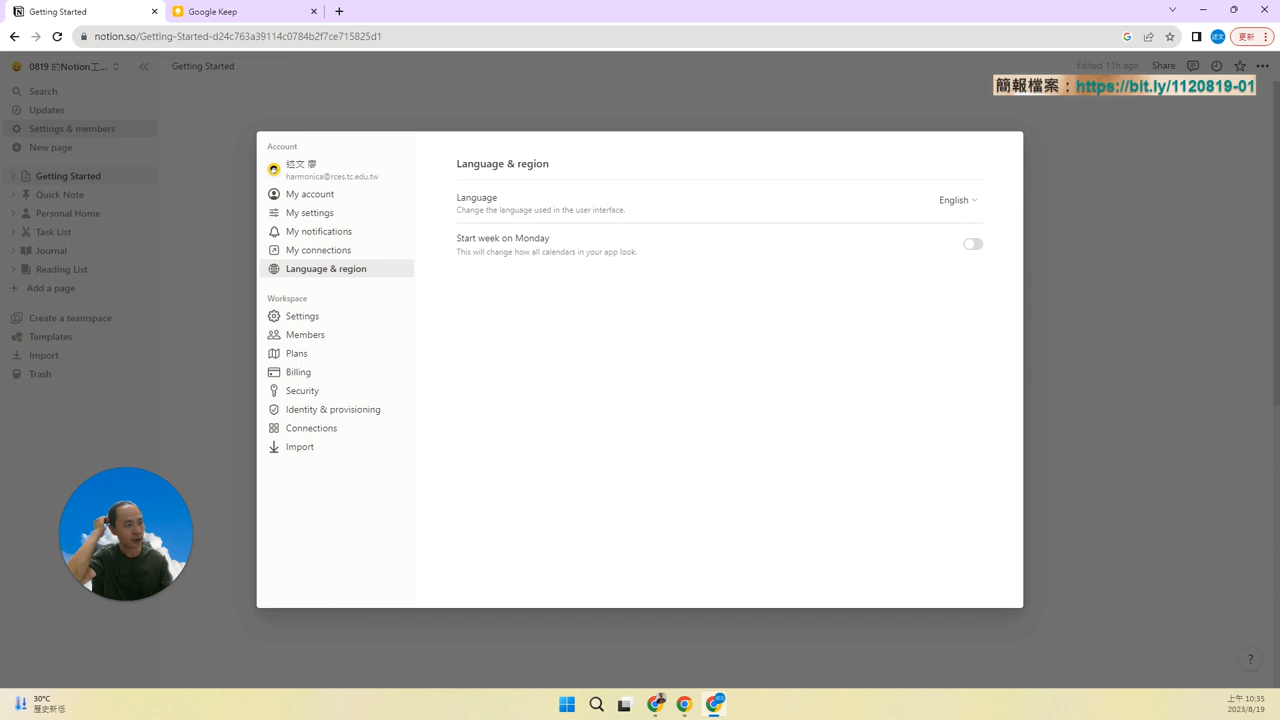 Getting Started
Google Keep
notion.so/Getting-Started-d24c763a39114c0784b2f7ce715825d1
更新
0819 的Notion工...
Getting Started
Edited 11h ago
Share
簡報檔案：https://bit.ly/1120819-01
Search
Updates
Settings & members
New page
Getting Started
Quick Note
Personal Home
Task List
Journal
Reading List
Add a page
Create a teamspace
Templates
Import
Trash
Account
述文 廖
harmonica@rces.tc.edu.tw
My account
My settings
My notifications
My connections
Language & region
Workspace
Settings
Members
Plans
Billing
Security
Identity & provisioning
Connections
Import
Language & region
Language
English
Change the language used in the user interface.
Start week on Monday
This will change how all calendars in your app look.
?
30°C
歷史新低
上午 10:35
2023/8/19